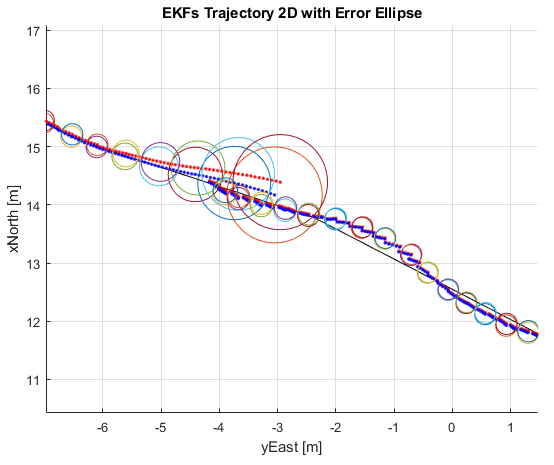 EKFs Trajectory 2D with Error Ellipse
17
16
15
14
13
12
11
xNorth [m]
-6 -5 -4 -3 -2 -1 0 1
yEast [m]